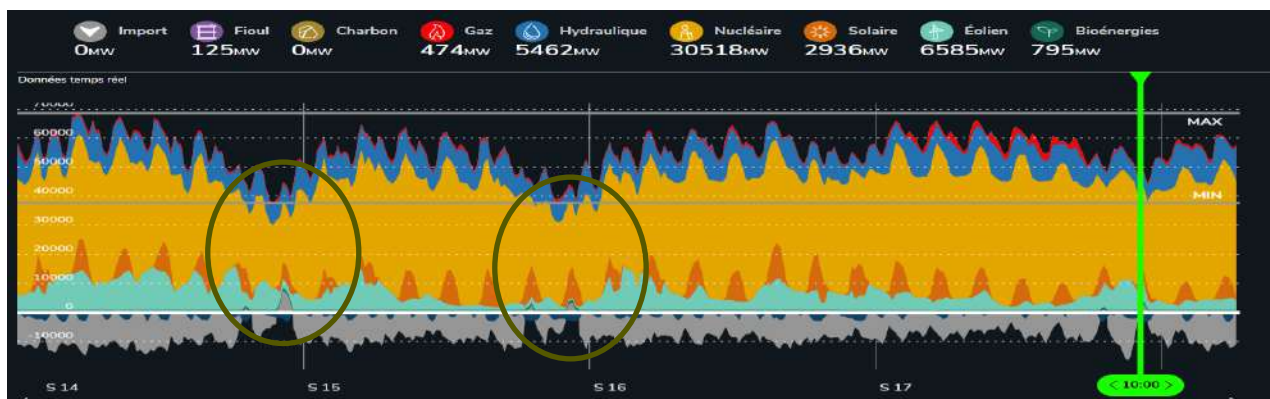 Import Fioul Charbon Gaz Hydraulique Nucléaire Solaire Éolien Bioénergies
0MW 125MW 0MW 474MW 5462MW 30518MW 2936MW 6585MW 795MW
Données temps réel
70000
MAX
60000
50000
40000
MIN
30000
20000
10000
0
-10000
S 14 S 15 S 16 S 17 < 10:00 >